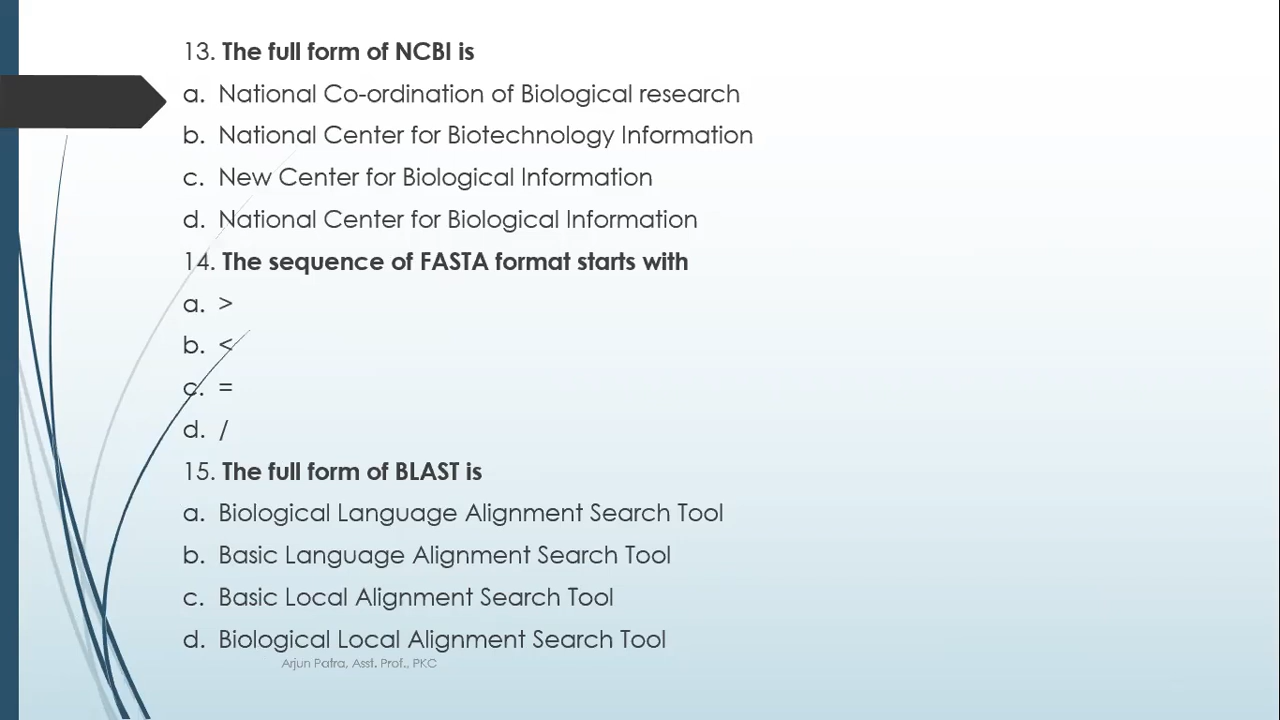 13. The full form of NCBI is
a. National Co-ordination of Biological research
b. National Center for Biotechnology Information
c. New Center for Biological Information
d. National Center for Biological Information
14. The sequence of FASTA format starts with
a. >
b. <
c. =
d. /
15. The full form of BLAST is
a. Biological Language Alignment Search Tool
b. Basic Language Alignment Search Tool
c. Basic Local Alignment Search Tool
d. Biological Local Alignment Search Tool
Arjun Patra, Asst. Prof., PKC